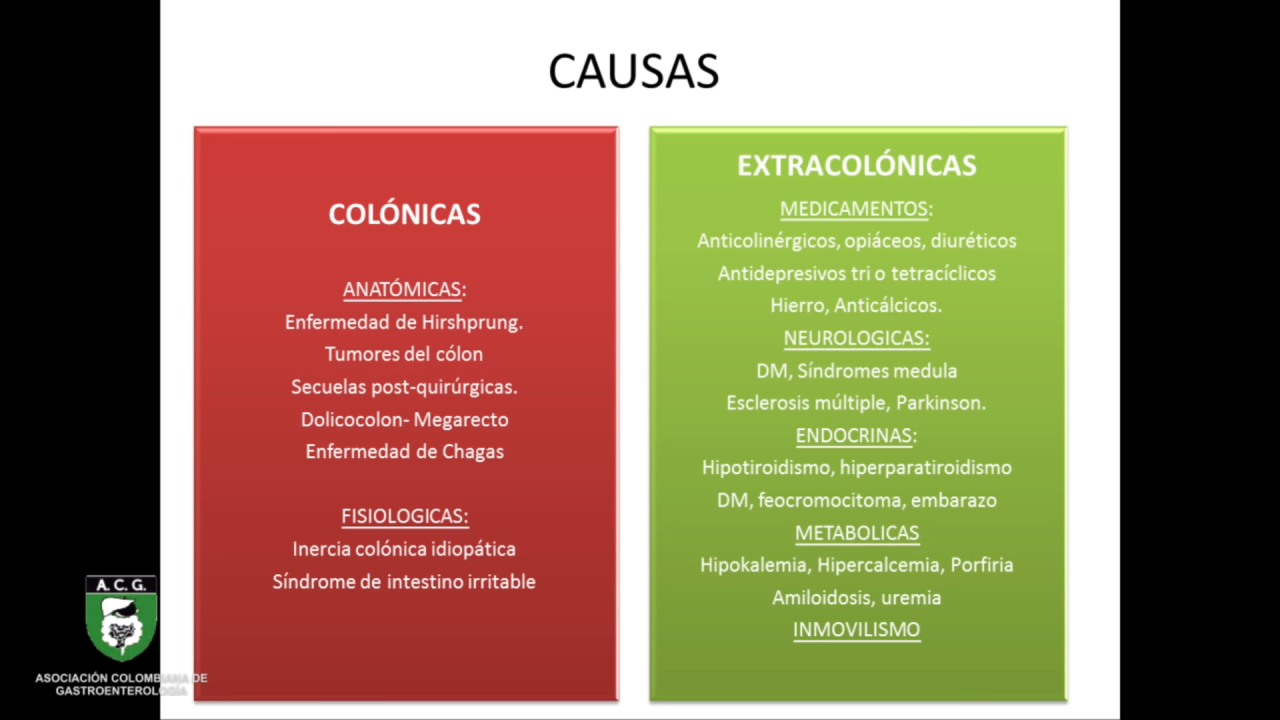 CAUSAS
COLÓNICAS
ANATÓMICAS:
Enfermedad de Hirshprung.
Tumores del cólon
Secuelas post-quirúrgicas.
Dolicocolon- Megarecto
Enfermedad de Chagas
FISIOLOGICAS:
Inercia colónica idiopática
Síndrome de intestino irritable
EXTRACOLÓNICAS
MEDICAMENTOS:
Anticolinérgicos, opiáceos, diuréticos
Antidepresivos tri o tetracíclicos
Hierro, Anticálcicos.
NEUROLOGICAS:
DM, Síndromes medula
Esclerosis múltiple, Parkinson.
ENDOCRINAS:
Hipotiroidismo, hiperparatiroidismo
DM, feocromocitoma, embarazo
METABOLICAS
Hipokalemia, Hipercalcemia, Porfiria
Amiloidosis, uremia
INMOVILISMO
A. C. G.
ASOCIACIÓN COLOMBIANA DE
GASTROENTEROLOGÍA